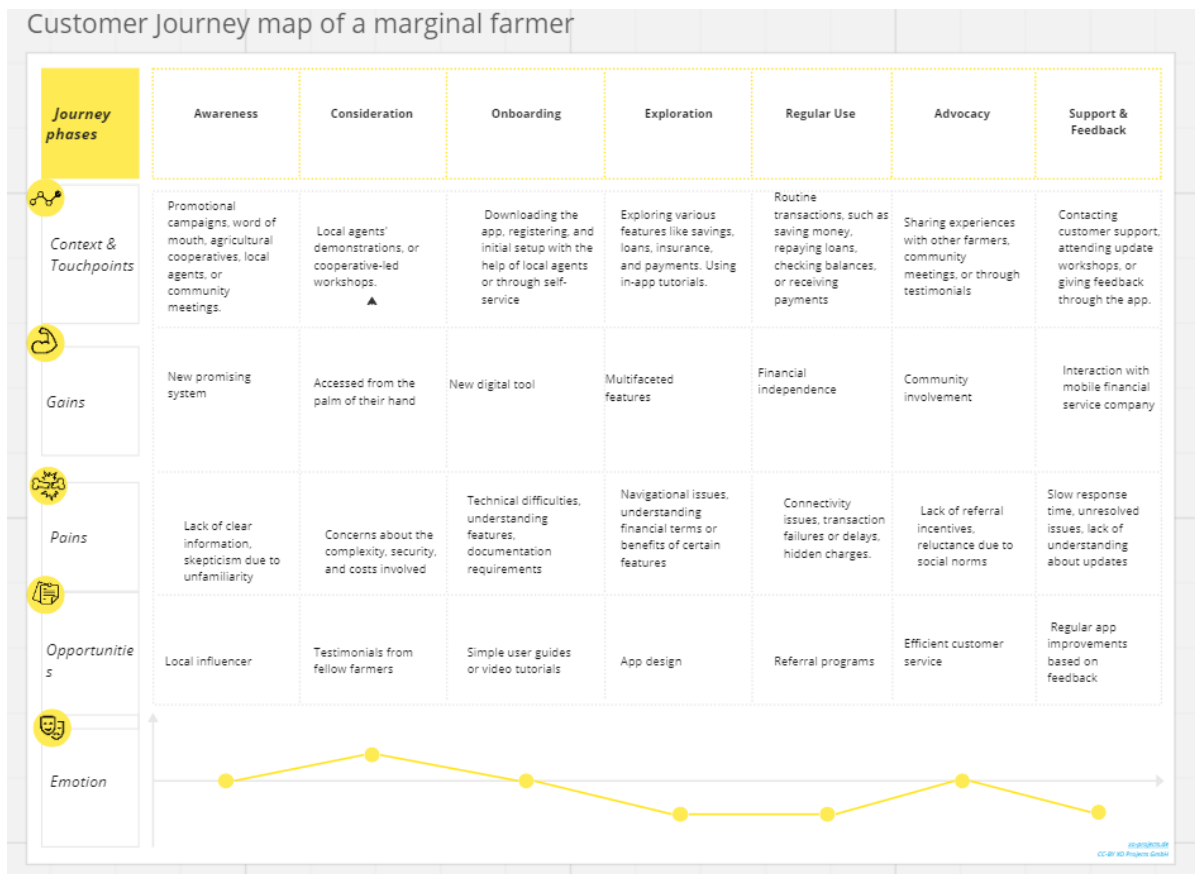 Customer Journey map of a marginal farmer
Journey
phases
Awareness
Consideration
Onboarding
Exploration
Regular Use
Advocacy
Support &
Feedback
Context &
Touchpoints
Promotional
campaigns, word of
mouth, agricultural
cooperatives, local
agents, or
community
meetings.
Local agents'
demonstrations, or
cooperative-led
workshops.
Downloading the
app, registering, and
initial setup with the
help of local agents
or through self-
service
Exploring various
features like savings,
loans, insurance,
and payments. Using
in-app tutorials.
Routine
transactions, such as
saving money,
repaying loans,
checking balances,
or receiving
payments
Sharing experiences
with other farmers,
community
meetings, or through
testimonials
Contacting
customer support,
attending update
workshops, or
giving feedback
through the app.
Gains
New promising
system
Accessed from the
palm of their hand
New digital tool
Multifaceted
features
Financial
independence
Community
involvement
Interaction with
mobile financial
service company
Pains
Lack of clear
information,
skepticism due to
unfamiliarity
Concerns about the
complexity, security,
and costs involved
Technical difficulties,
understanding
features,
documentation
requirements
Navigational issues,
understanding
financial terms or
benefits of certain
features
Connectivity
issues, transaction
failures or delays,
hidden charges.
Lack of referral
incentives,
reluctance due to
social norms
Slow response
time, unresolved
issues, lack of
understanding
about updates
Opportunitie
s
Local influencer
Testimonials from
fellow farmers
Simple user guides
or video tutorials
App design
Referral programs
Efficient customer
service
Regular app
improvements
based on
feedback
Emotion
xo-projects.de
CC-BY XO-Projects GmbH